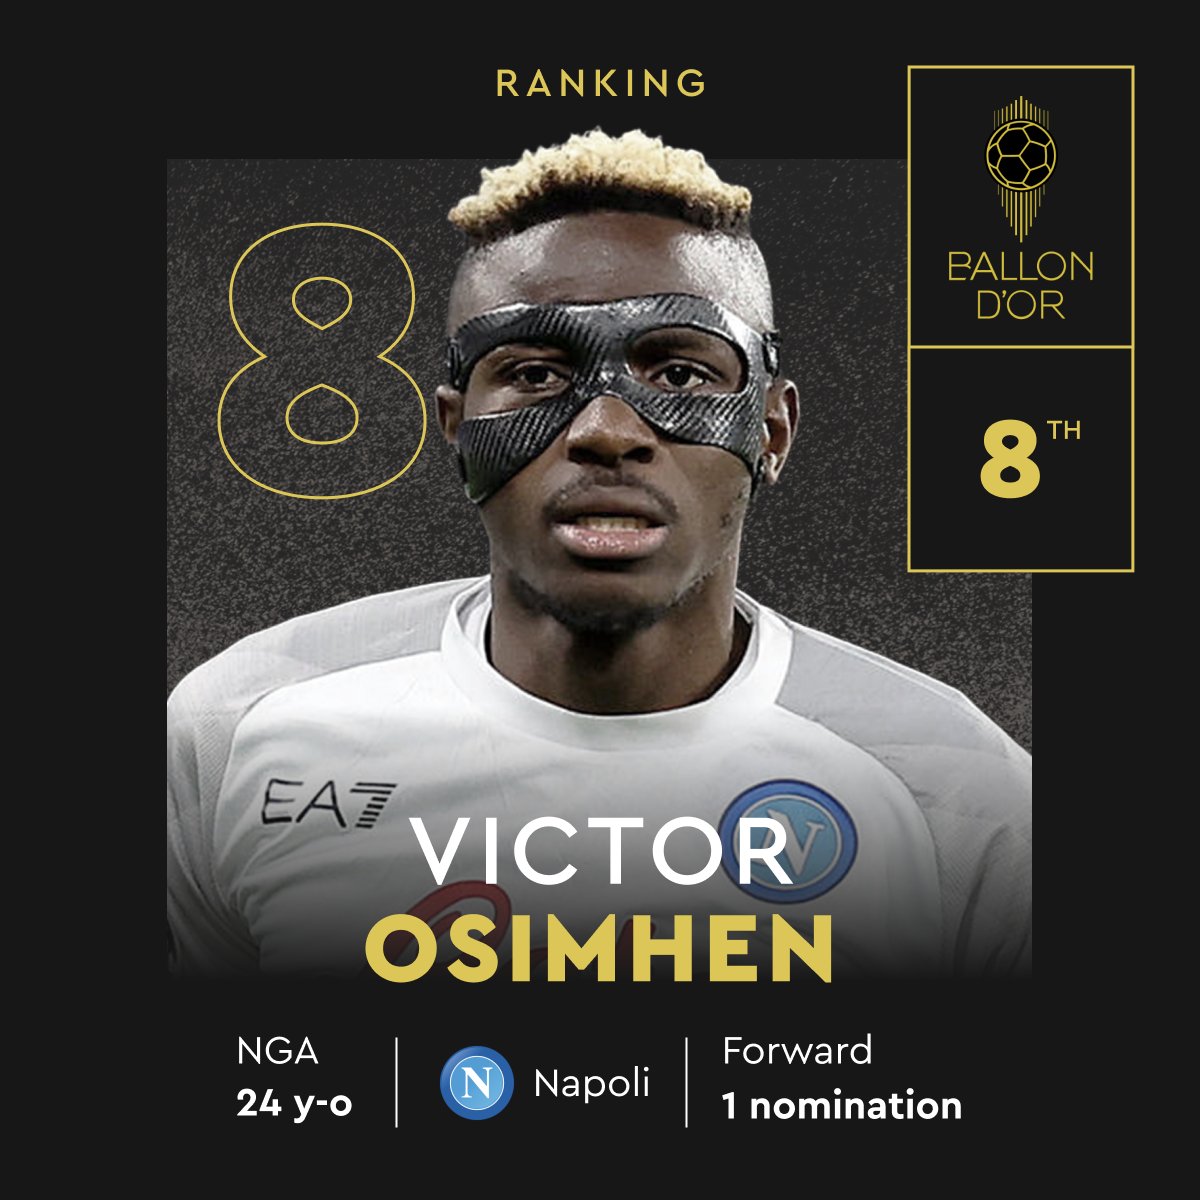 RANKING
8
BALLON
D'OR
8TH
EA7
N
VICTOR
OSIMHEN
NGA
24 y-o
N
Napoli
Forward
1 nomination